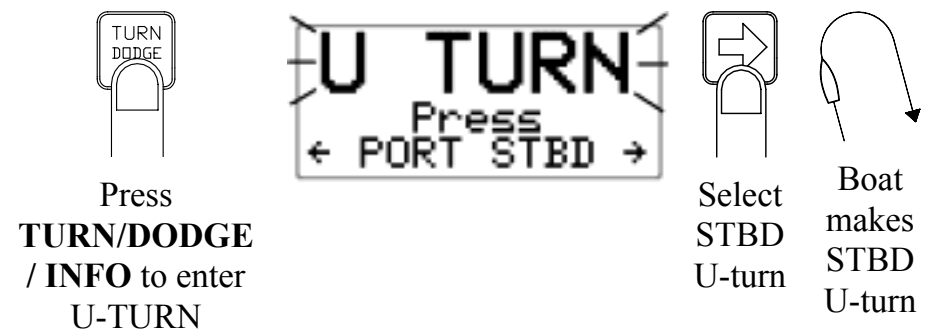 TURN
DODGE
U TURN
Press
← PORT STBD →
Press
TURN/DODGE
/ INFO to enter
U-TURN
Select
STBD
U-turn
Boat
makes
STBD
U-turn